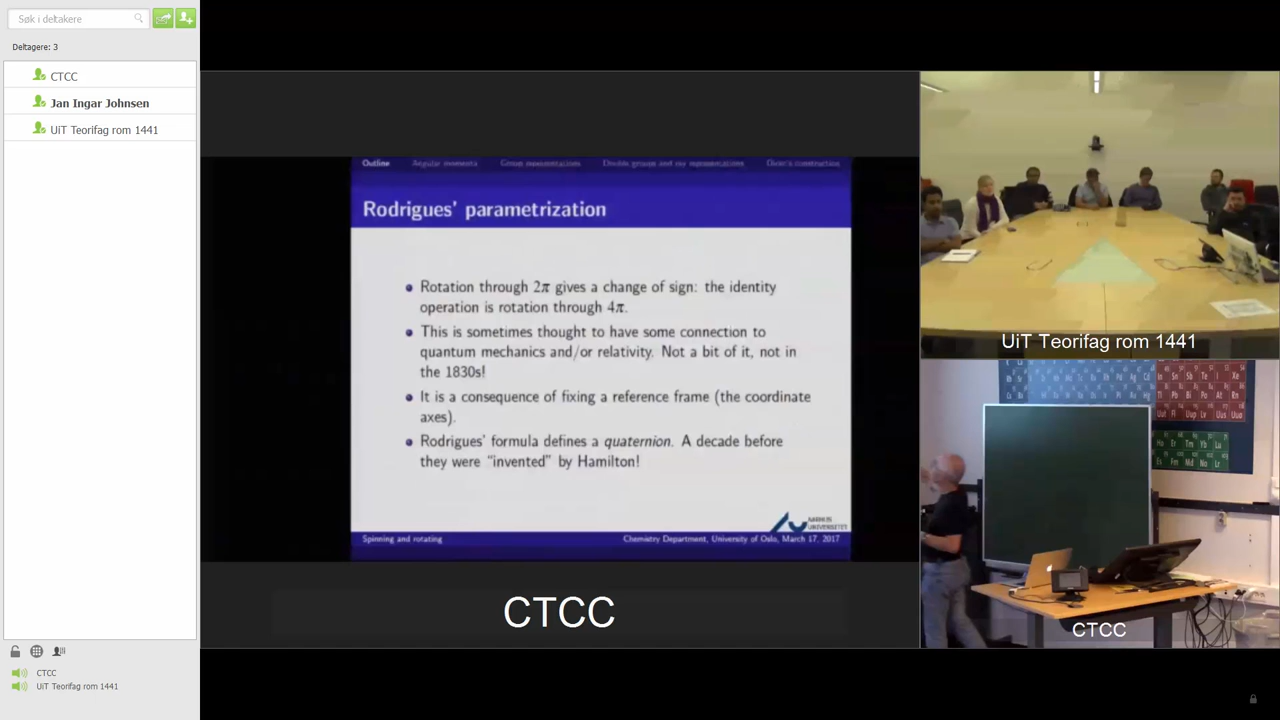 Søk i deltakere
Deltagere: 3
CTCC
Jan Ingar Johnsen
UiT Teorifag rom 1441
CTCC
UiT Teorifag rom 1441
Outline Angular momenta Group representations Double groups and ray representations Dirac's construction
Rodrigues' parametrization
Rotation through 2π gives a change of sign: the identity
operation is rotation through 4π.
This is sometimes thought to have some connection to
quantum mechanics and/or relativity. Not a bit of it, not in
the 1830s!
It is a consequence of fixing a reference frame (the coordinate
axes).
Rodrigues' formula defines a quaternion. A decade before
they were "invented" by Hamilton!
AARHUS
UNIVERSITET
Spinning and rotating Chemistry Department, University of Oslo, March 17, 2017
CTCC
UiT Teorifag rom 1441
CTCC